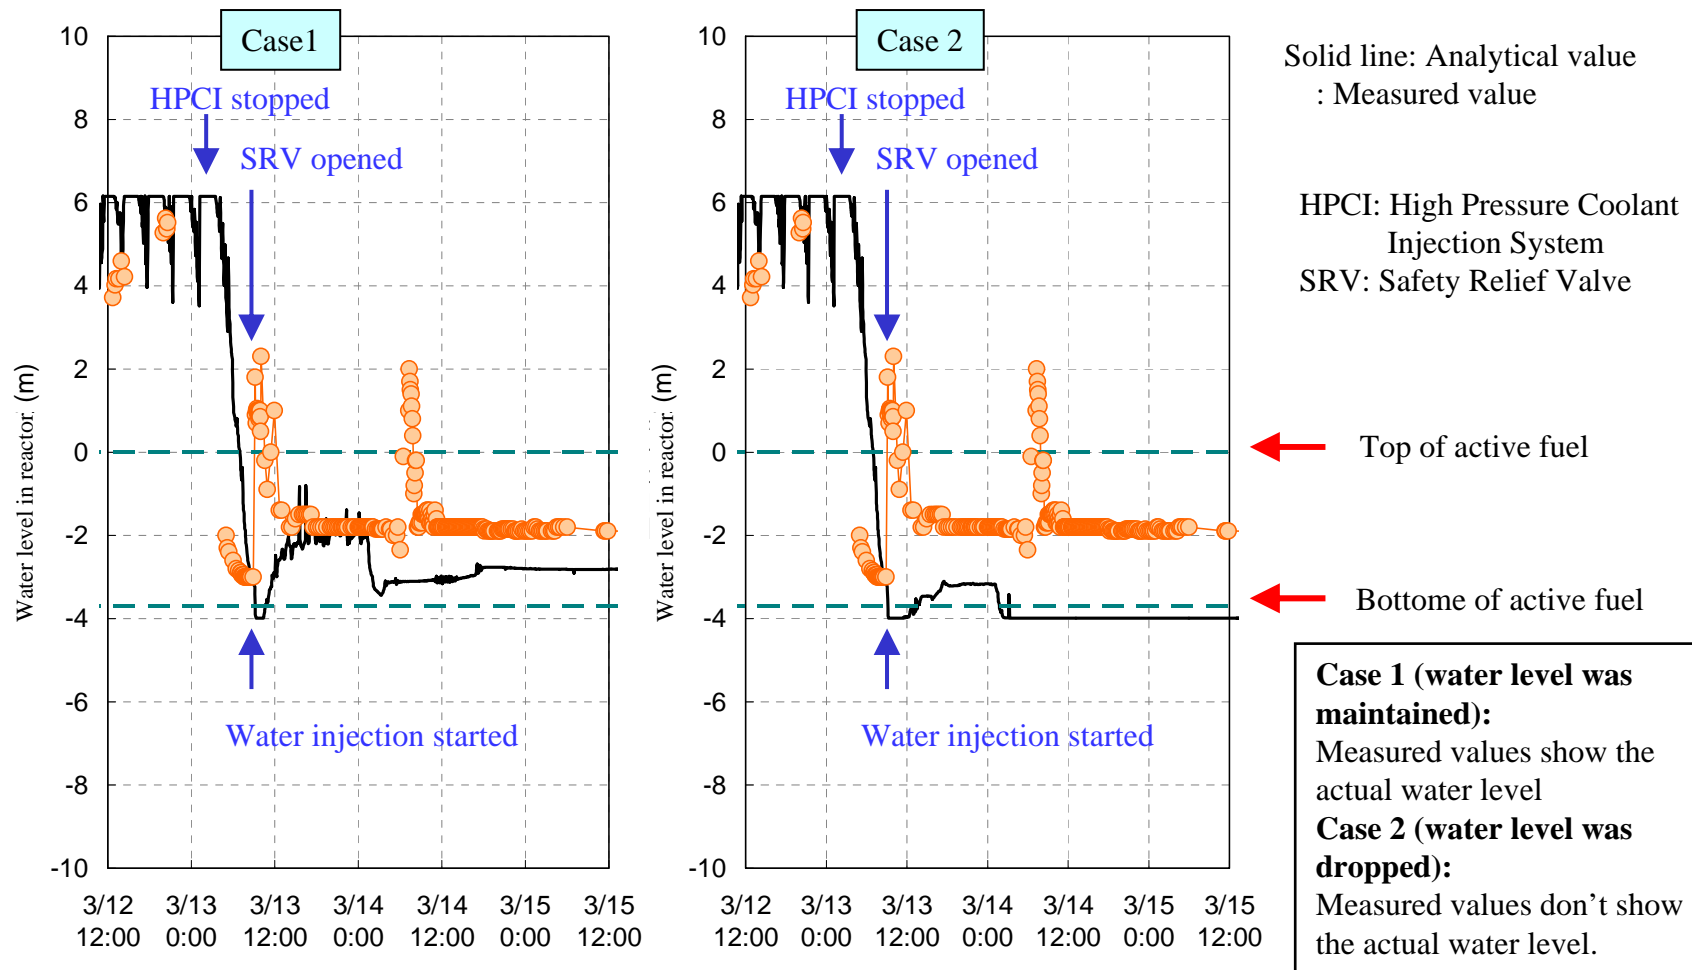 Case1
HPCI stopped
SRV opened
Water injection started
Water level in reactor (m)
10
8
6
4
2
0
-2
-4
-6
-8
-10
3/12 3/13 3/13 3/14 3/14 3/15 3/15
12:00 0:00 12:00 0:00 12:00 0:00 12:00
Case 2
HPCI stopped
SRV opened
Water injection started
Water level in reactor (m)
10
8
6
4
2
0
-2
-4
-6
-8
-10
3/12 3/13 3/13 3/14 3/14 3/15 3/15
12:00 0:00 12:00 0:00 12:00 0:00 12:00
Solid line: Analytical value
: Measured value
HPCI: High Pressure Coolant
Injection System
SRV: Safety Relief Valve
Top of active fuel
Bottome of active fuel
Case 1 (water level was
maintained):
Measured values show the
actual water level
Case 2 (water level was
dropped):
Measured values don’t show
the actual water level.